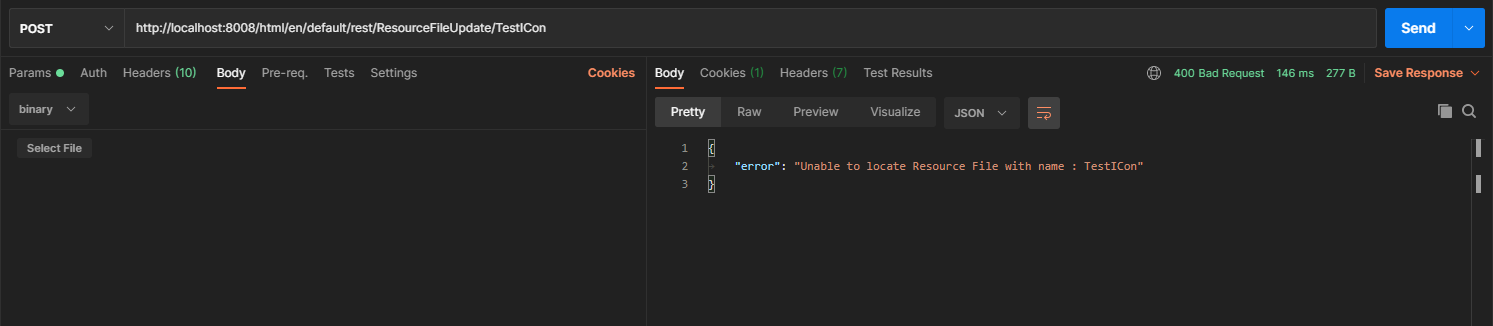 POST http://localhost:8008/html/en/default/rest/ResourceFileUpdate/TestICon Send
Params Auth Headers (10) Body Pre-req. Tests Settings Cookies
binary
Select File
Body Cookies (1) Headers (7) Test Results 400 Bad Request 146 ms 277 B Save Response
Pretty Raw Preview Visualize JSON
1 {
2 "error": "Unable to locate Resource File with name : TestICon"
3 }